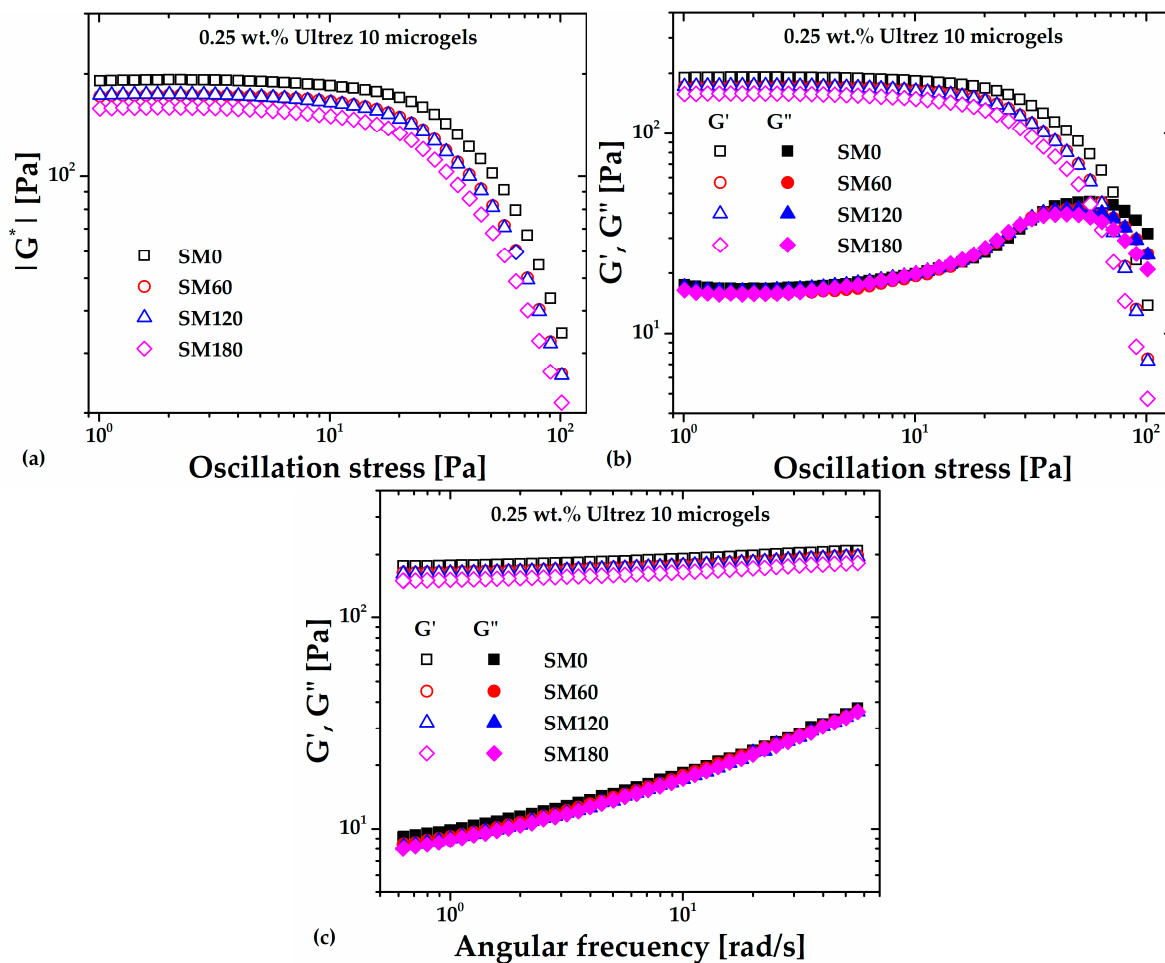 (a)
0.25 wt.% Ultrez 10 microgels
|G*| [Pa]
10²
SM0
SM60
SM120
SM180
10⁰ 10¹ 10²
Oscillation stress [Pa]
(b)
0.25 wt.% Ultrez 10 microgels
G', G" [Pa]
10²
10¹
G' G"
SM0
SM60
SM120
SM180
10⁰ 10¹ 10²
Oscillation stress [Pa]
(c)
0.25 wt.% Ultrez 10 microgels
G', G" [Pa]
10²
10¹
G' G"
SM0
SM60
SM120
SM180
10⁰ 10¹
Angular frecuency [rad/s]